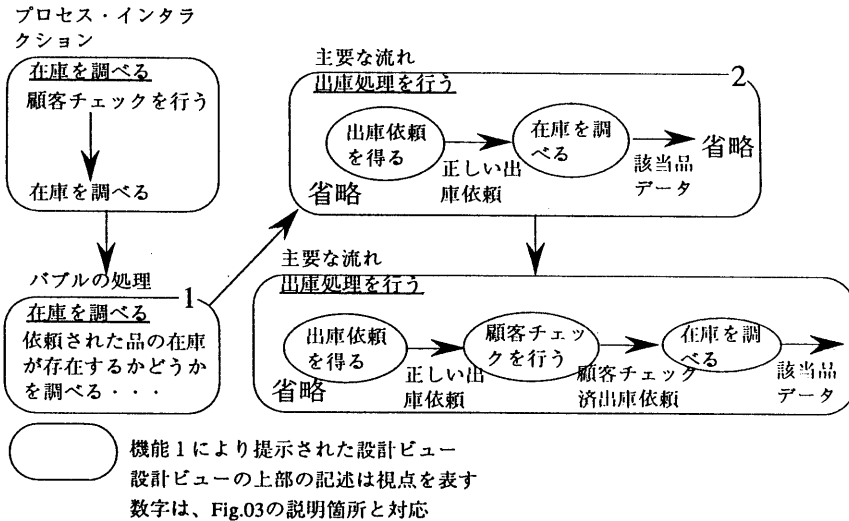 プロセス・インタラ
クション
在庫を調べる
顧客チェックを行う
在庫を調べる
バブルの処理
1
在庫を調べる
依頼された品の在庫
が存在するかどうか
を調べる・・・
主要な流れ
出庫処理を行う
2
出庫依頼
を得る
正しい出
庫依頼
在庫を調
べる
該当品
データ
省略
省略
主要な流れ
出庫処理を行う
出庫依頼
を得る
正しい出
庫依頼
顧客チェッ
クを行う
顧客チェック
済出庫依頼
在庫を調
べる
該当品
データ
省略
機能1により提示された設計ビュー
設計ビューの上部の記述は視点を表す
数字は、Fig.03の説明箇所と対応